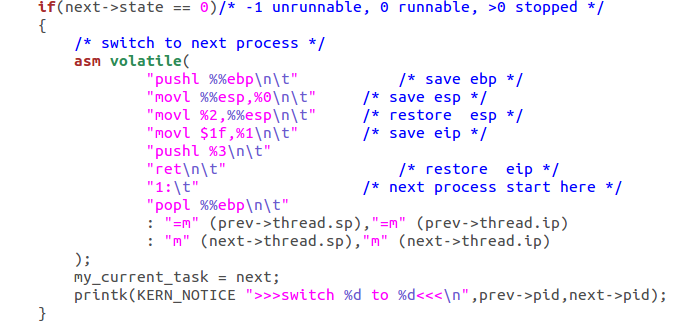 if(next->state == 0)/* -1 unrunnable, 0 runnable, >0 stopped */
{
/* switch to next process */
asm volatile(
"pushl %%ebp\n\t" /* save ebp */
"movl %%esp,%0\n\t" /* save esp */
"movl %2,%%esp\n\t" /* restore esp */
"movl $1f,%1\n\t" /* save eip */
"pushl %3\n\t"
"ret\n\t" /* restore eip */
"1:\t" /* next process start here */
"popl %%ebp\n\t"
: "=m" (prev->thread.sp),"=m" (prev->thread.ip)
: "m" (next->thread.sp),"m" (next->thread.ip)
);
my_current_task = next;
printk(KERN_NOTICE ">>>switch %d to %d<<<\n",prev->pid,next->pid);
}